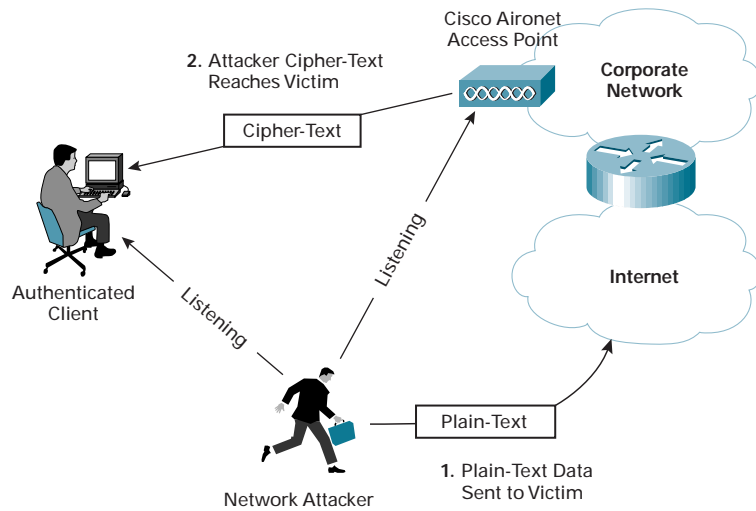 Cisco Aironet
Access Point
2. Attacker Cipher-Text
Reaches Victim
Corporate
Network
Cipher-Text
Listening
Internet
Authenticated
Client
Listening
Plain-Text
1. Plain-Text Data
Sent to Victim
Network Attacker